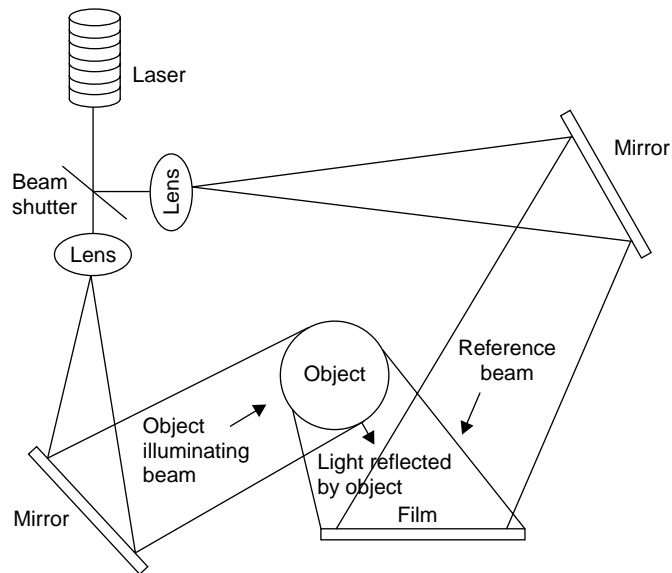 Laser
Mirror
Beam
shutter
Lens
Lens
Object
Reference
beam
Object
illuminating
beam
Light reflected
by object
Film
Mirror